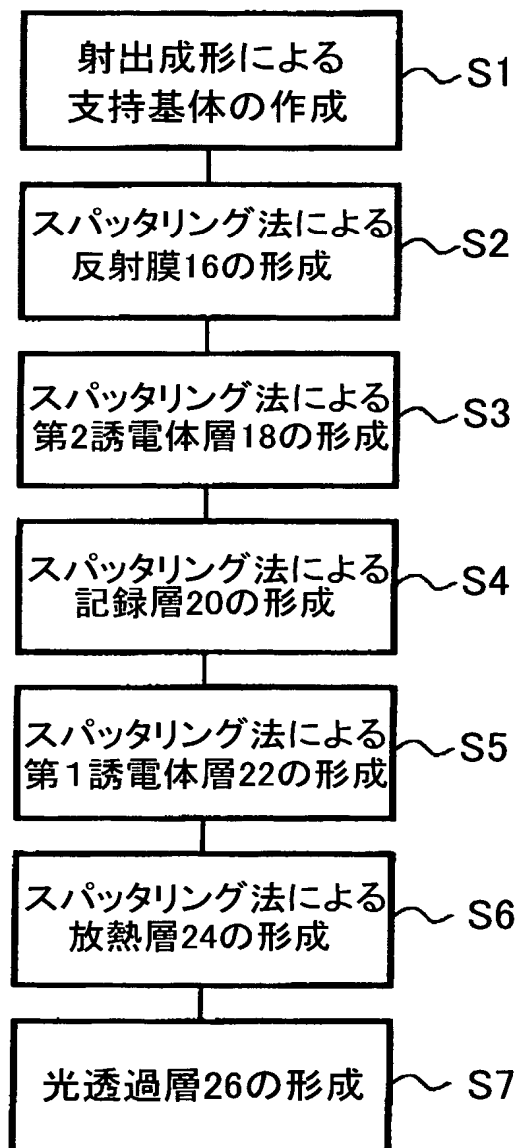 射出成形による
支持基体の作成
S1
スパッタリング法による
反射膜16の形成
S2
スパッタリング法による
第2誘電体層18の形成
S3
スパッタリング法による
記録層20の形成
S4
スパッタリング法による
第1誘電体層22の形成
S5
スパッタリング法による
放熱層24の形成
S6
光透過層26の形成
S7